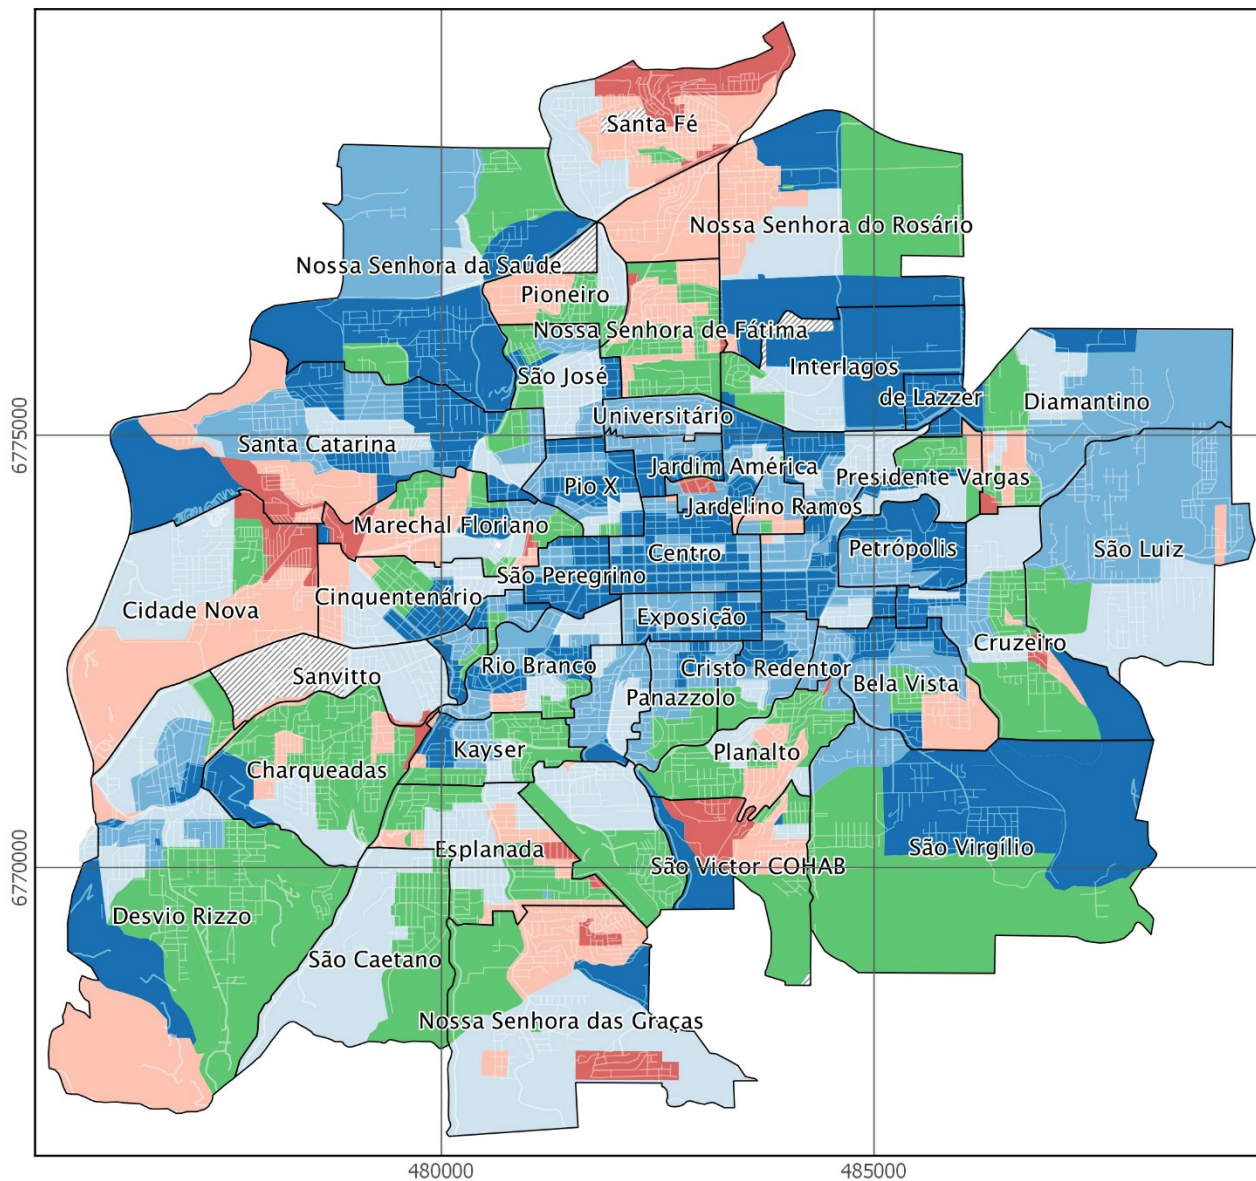 Santa Fé
Nossa Senhora do Rosário
Nossa Senhora da Saúde
Pioneiro
Nossa Senhora de Fátima
Interlagos
São José
de Lazzer
Diamantino
Universitário
6775000
Santa Catarina
Jardim América
Pio X
Presidente Vargas
Jardelino Ramos
Marechal Floriano
Centro
Petrópolis
São Luiz
São Peregrino
Cinquentenário
Cidade Nova
Exposição
Cruzeiro
Rio Branco
Cristo Redentor
Sanvitto
Bela Vista
Panazzolo
Kayser
Planalto
Charqueadas
Esplanada
São Virgílio
São Victor COHAB
6770000
Desvio Rizzo
São Caetano
Nossa Senhora das Graças
480000
485000